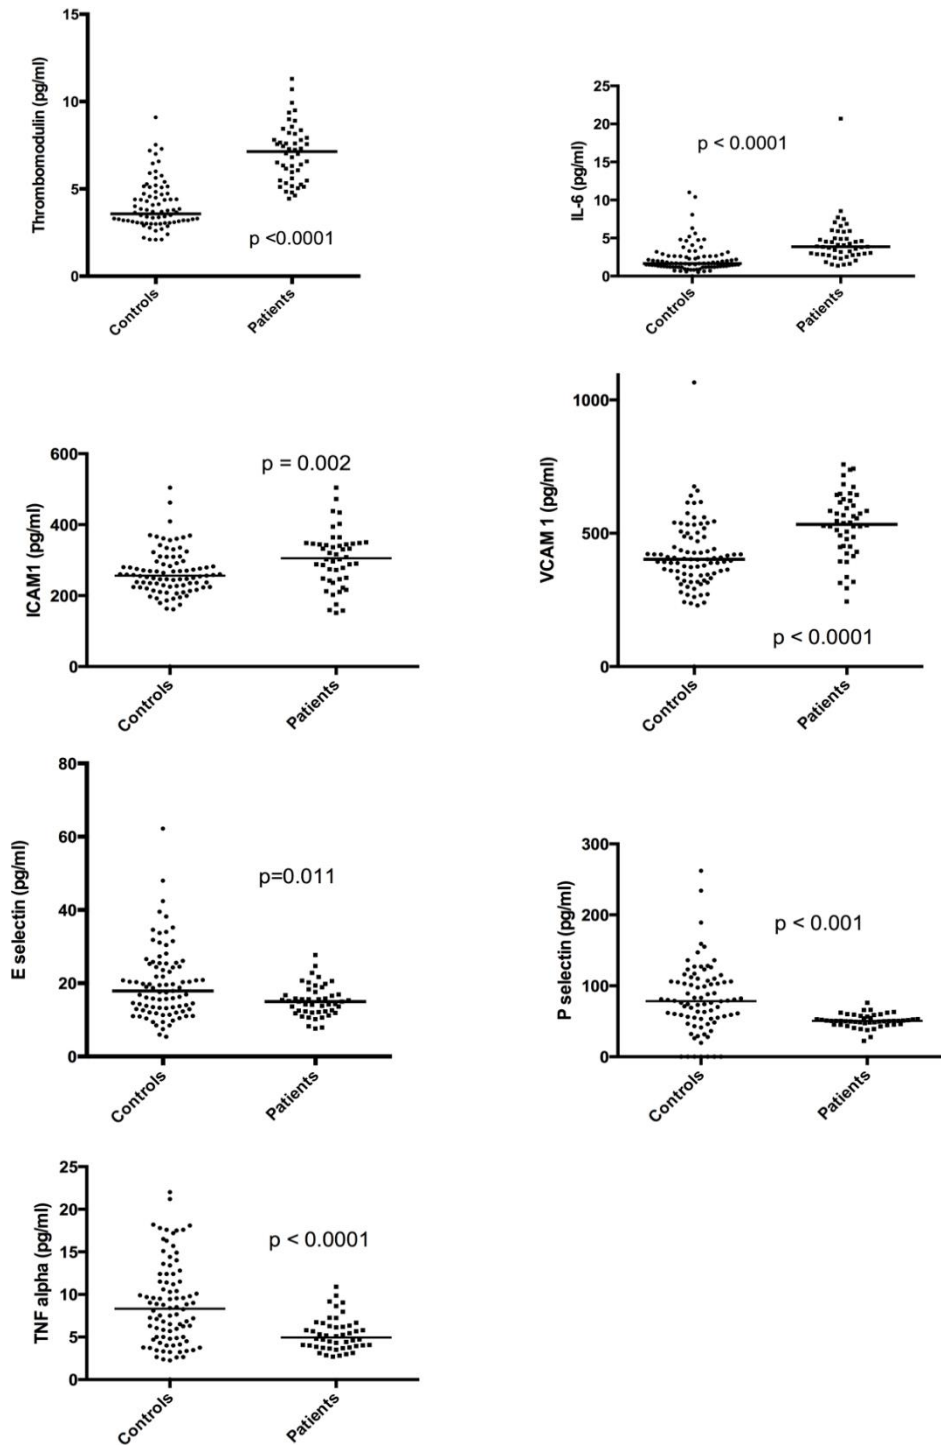 Thrombomodulin (pg/ml)
15
10
5
0
p <0.0001
Controls
Patients
IL-6 (pg/ml)
25
20
15
10
5
0
p < 0.0001
Controls
Patients
ICAM1 (pg/ml)
600
400
200
0
p = 0.002
Controls
Patients
VCAM 1 (pg/ml)
1000
500
0
p < 0.0001
Controls
Patients
E selectin (pg/ml)
80
60
40
20
0
p=0.011
Controls
Patients
P selectin (pg/ml)
300
200
100
0
p < 0.001
Controls
Patients
TNF alpha (pg/ml)
25
20
15
10
5
0
p < 0.0001
Controls
Patients